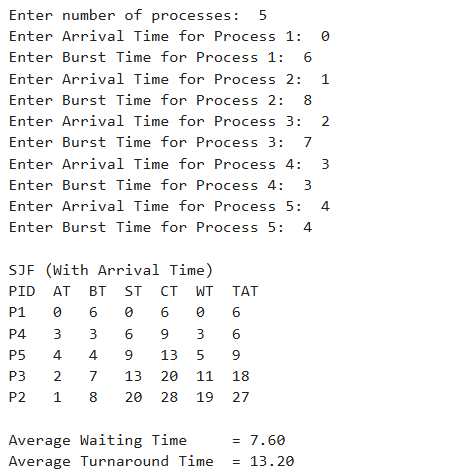 Enter number of processes:  5
Enter Arrival Time for Process 1:  0
Enter Burst Time for Process 1:  6
Enter Arrival Time for Process 2:  1
Enter Burst Time for Process 2:  8
Enter Arrival Time for Process 3:  2
Enter Burst Time for Process 3:  7
Enter Arrival Time for Process 4:  3
Enter Burst Time for Process 4:  3
Enter Arrival Time for Process 5:  4
Enter Burst Time for Process 5:  4

SJF (With Arrival Time)
PID  AT  BT  ST  CT  WT  TAT
P1   0   6   0   6   0   6
P4   3   3   6   9   3   6
P5   4   4   9   13  5   9
P3   2   7   13  20  11  18
P2   1   8   20  28  19  27

Average Waiting Time     = 7.60
Average Turnaround Time  = 13.20